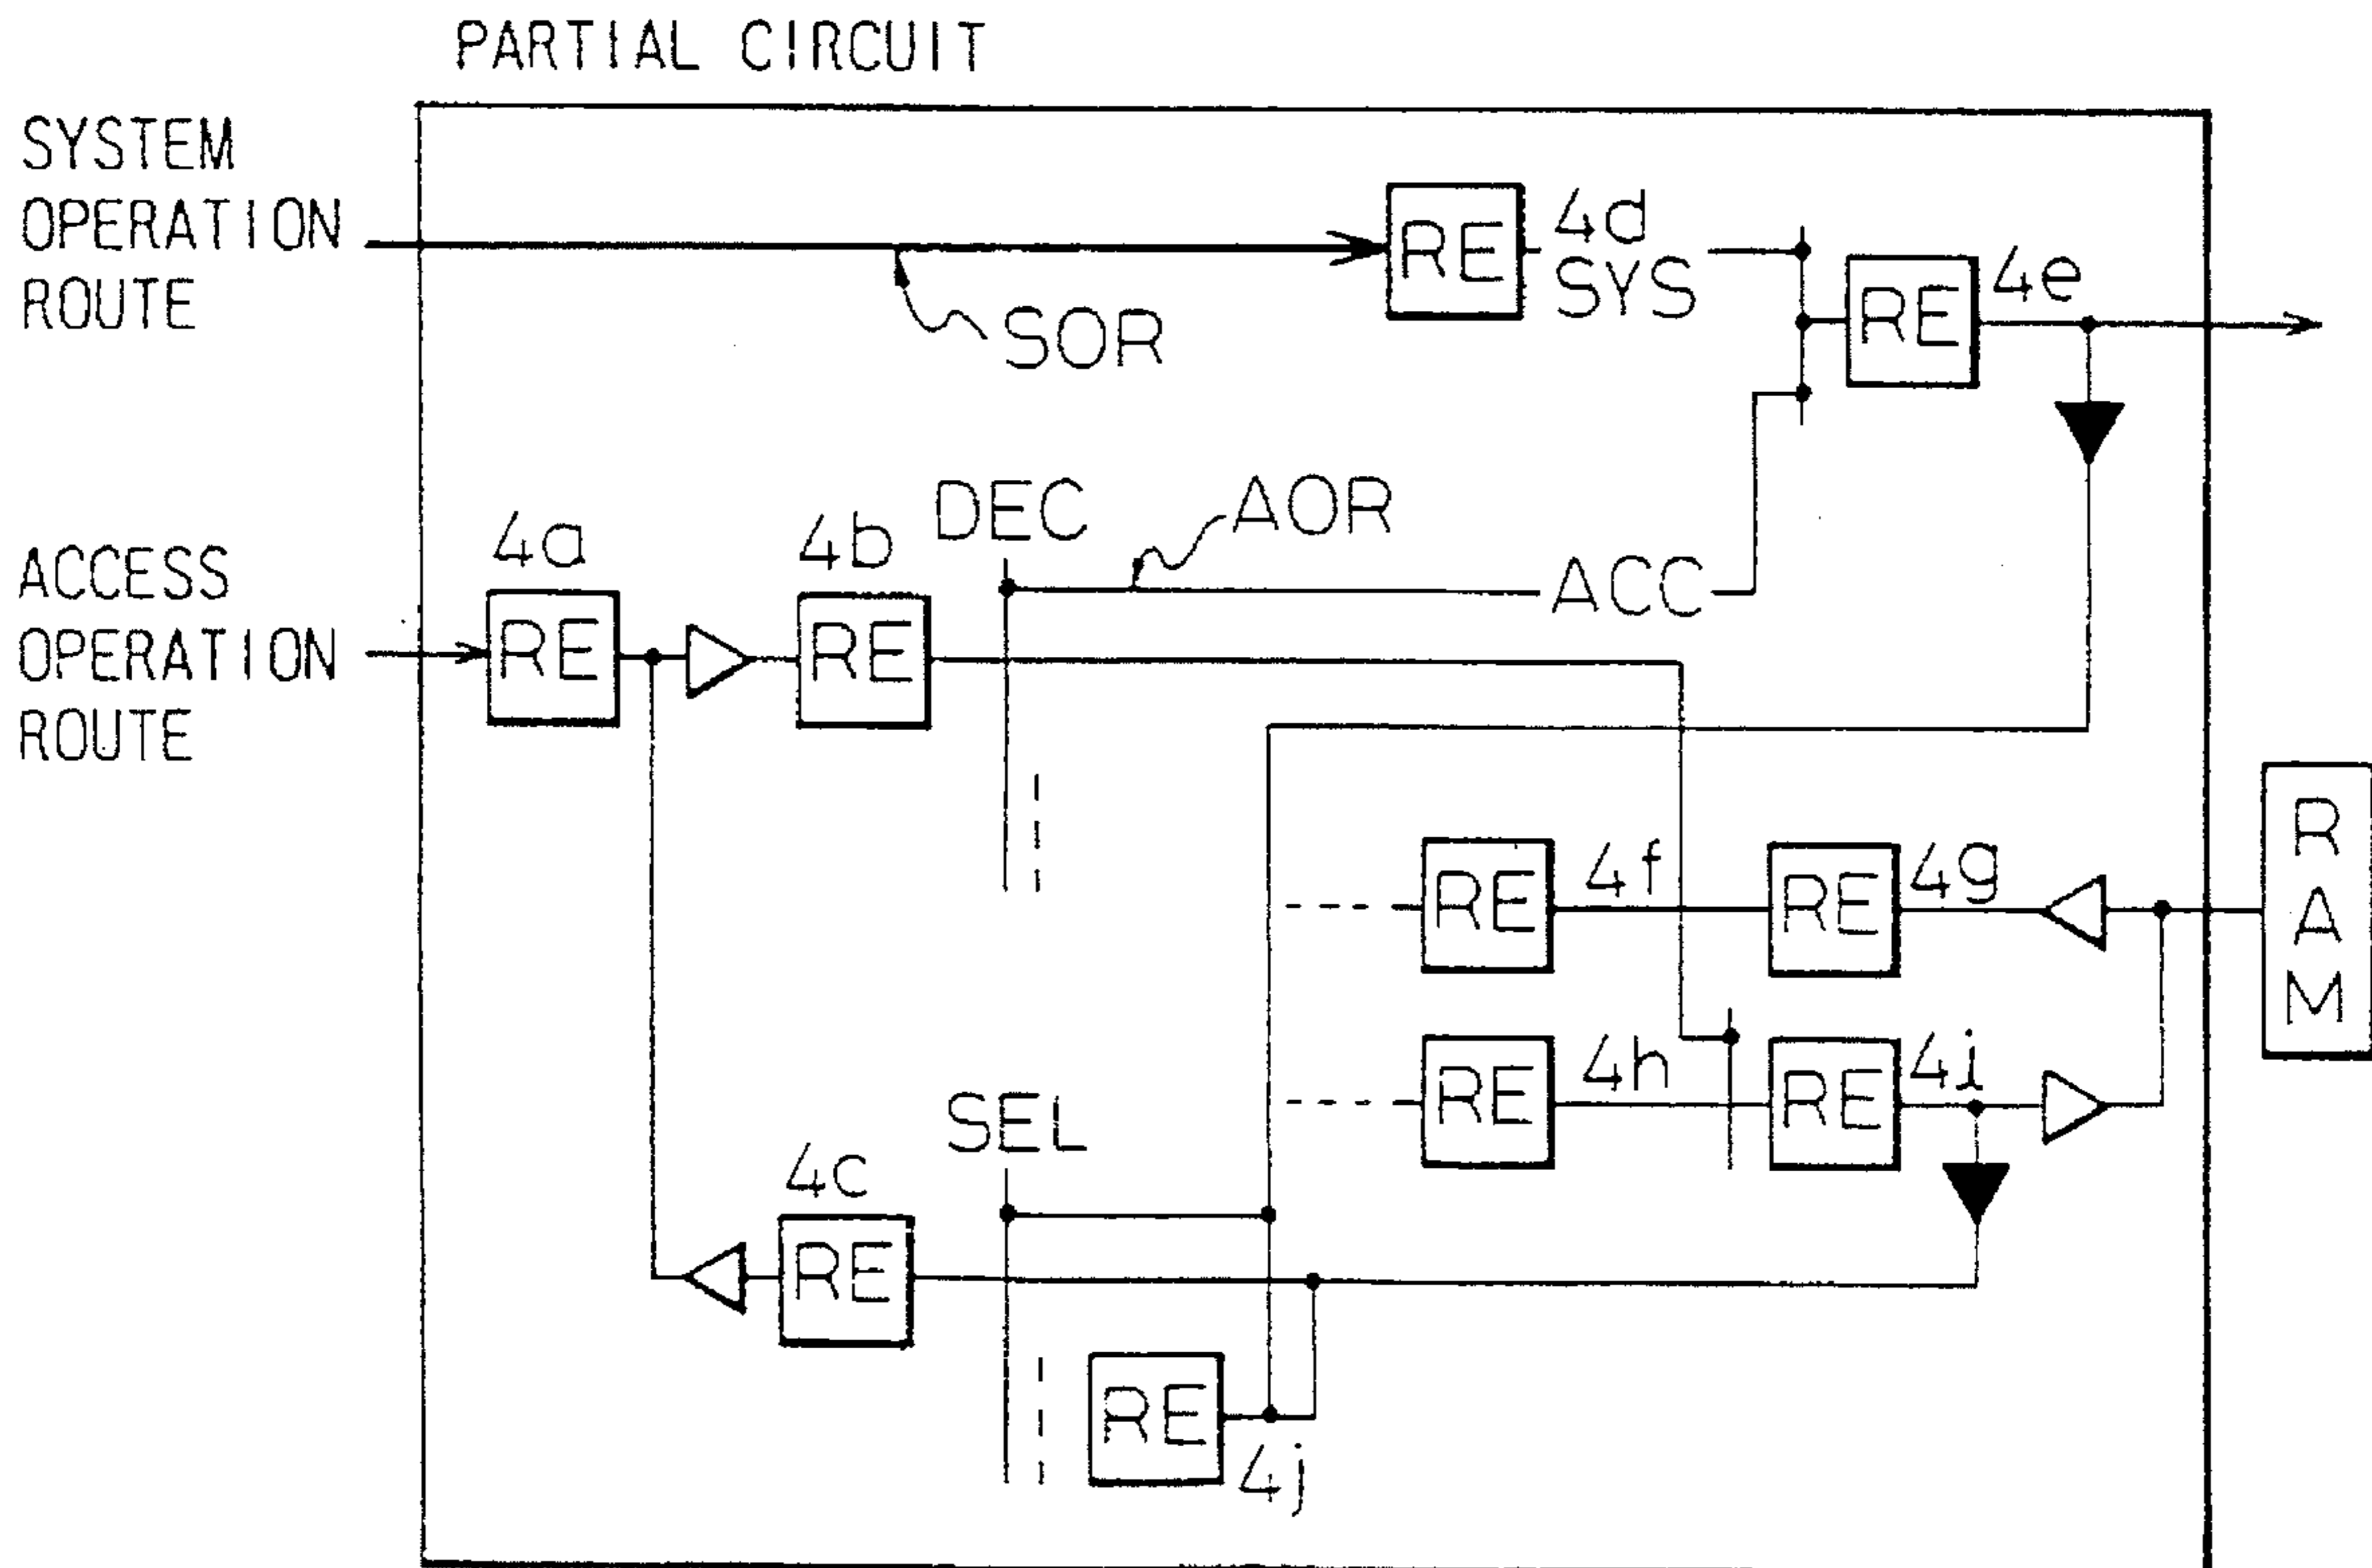 PARTIAL CIRCUIT
SYSTEM
OPERATION
ROUTE
RE
4d
SYS
RE
4e
SOR
DEC
AOR
ACC
ACCESS
OPERATION
ROUTE
4a
RE
4b
RE
RE
4f
RE
4g
RAM
RE
4h
RE
4i
SEL
4c
RE
RE
4j